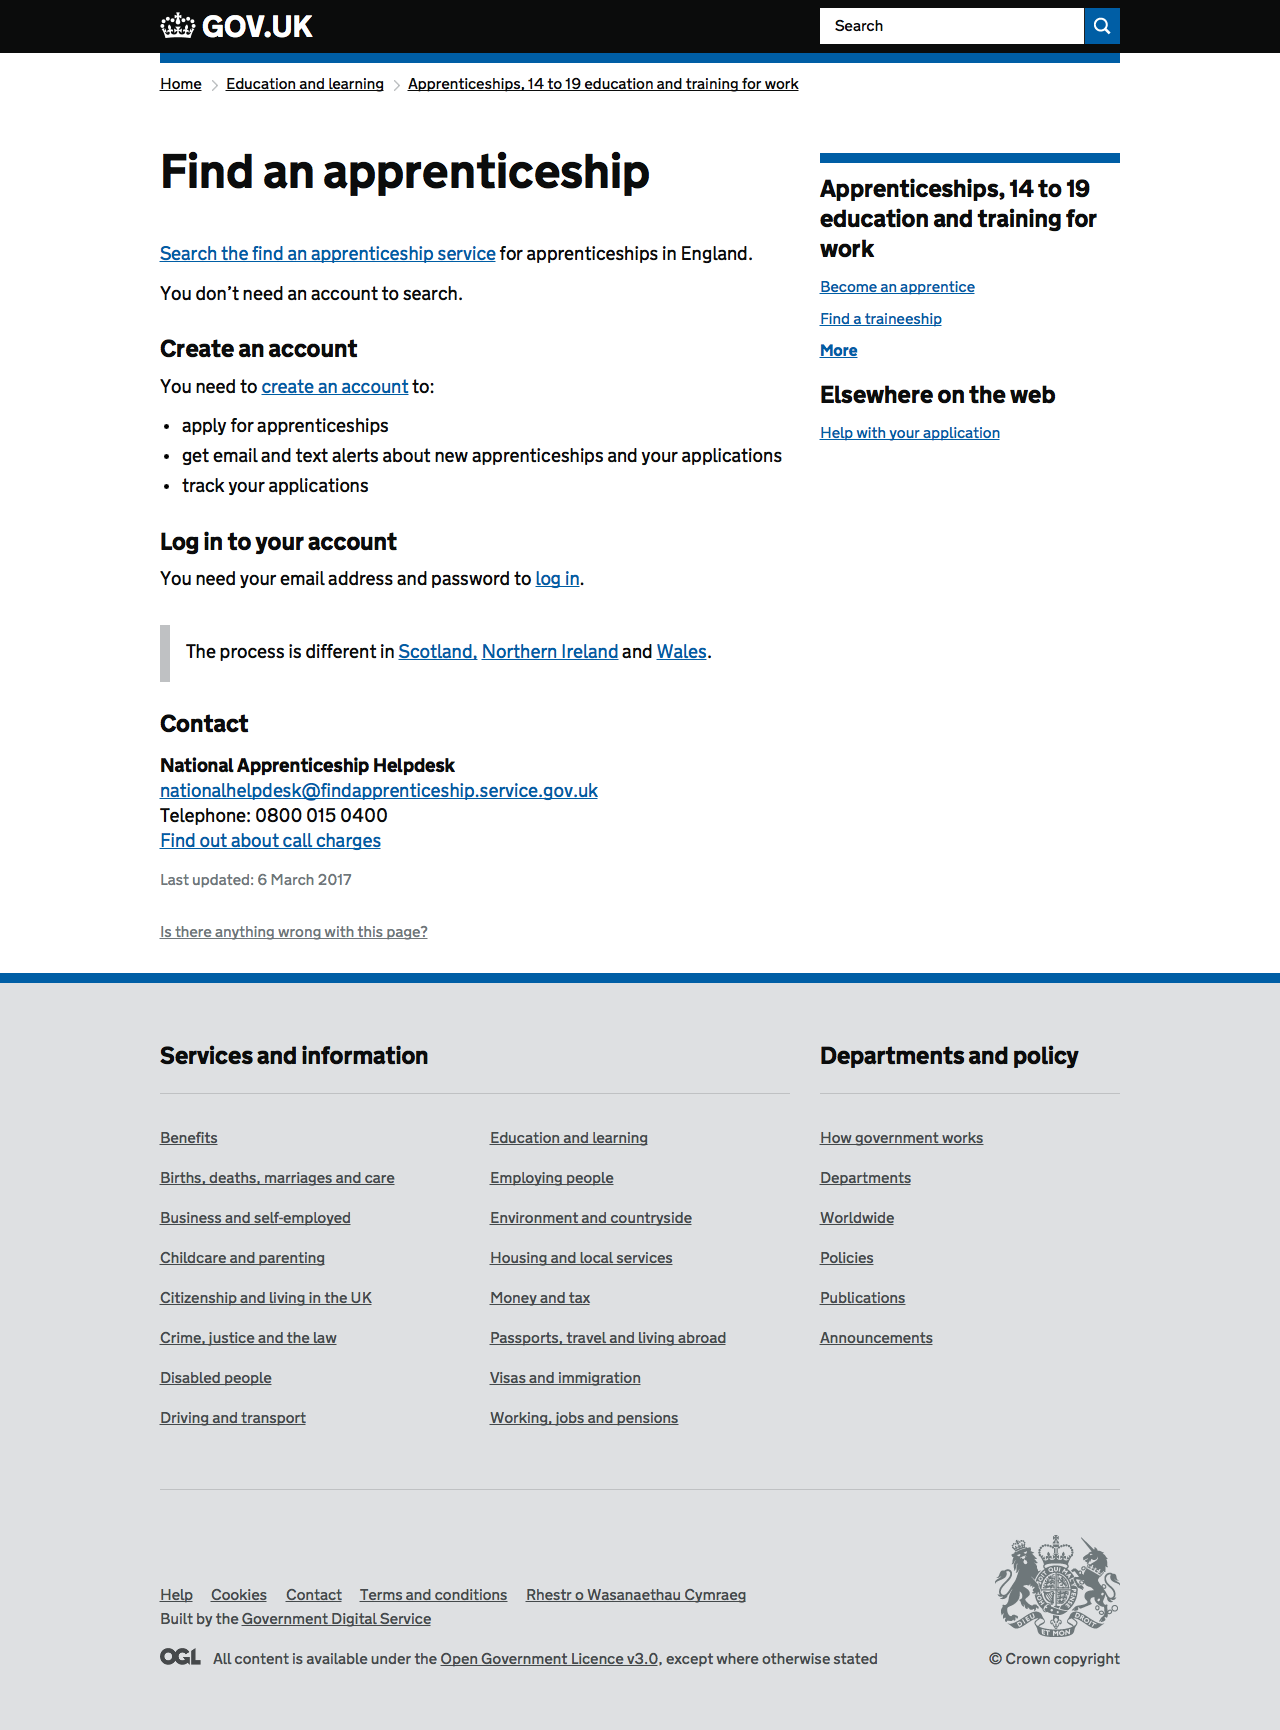 GOV.UK
Search
Home
Education and learning
Apprenticeships, 14 to 19 education and training for work
Find an apprenticeship
Search the find an apprenticeship service for apprenticeships in England.
You don’t need an account to search.
Create an account
You need to create an account to:
• apply for apprenticeships
• get email and text alerts about new apprenticeships and your applications
• track your applications
Log in to your account
You need your email address and password to log in.
The process is different in Scotland, Northern Ireland and Wales.
Contact
National Apprenticeship Helpdesk
nationalhelpdesk@findapprenticeship.service.gov.uk
Telephone: 0800 015 0400
Find out about call charges
Last updated: 6 March 2017
Is there anything wrong with this page?
Apprenticeships, 14 to 19
education and training for
work
Become an apprentice
Find a traineeship
More
Elsewhere on the web
Help with your application
Services and information
Benefits
Births, deaths, marriages and care
Business and self-employed
Childcare and parenting
Citizenship and living in the UK
Crime, justice and the law
Disabled people
Driving and transport
Education and learning
Employing people
Environment and countryside
Housing and local services
Money and tax
Passports, travel and living abroad
Visas and immigration
Working, jobs and pensions
Departments and policy
How government works
Departments
Worldwide
Policies
Publications
Announcements
Help Cookies Contact Terms and conditions Rhestr o Wasanaethau Cymraeg
Built by the Government Digital Service
OGL All content is available under the Open Government Licence v3.0, except where otherwise stated
DIEU ET MON DROIT
© Crown copyright